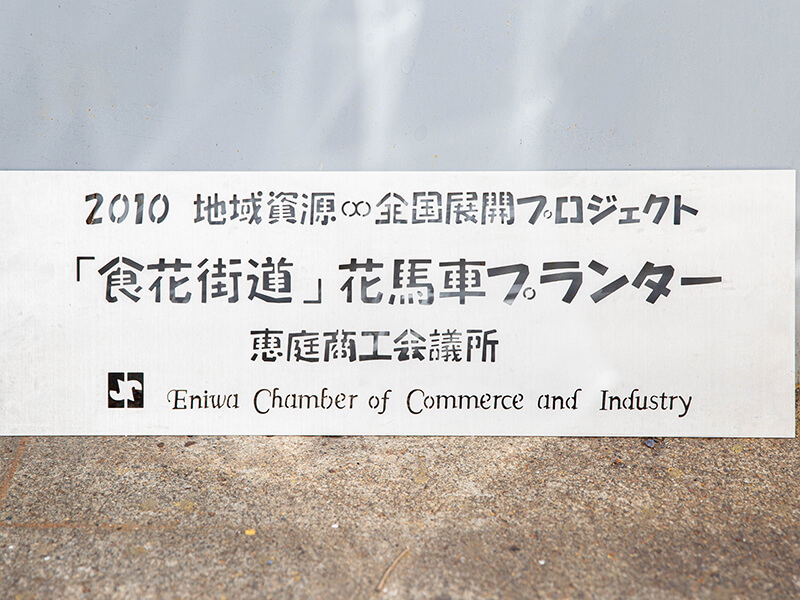 2010 地域資源∞全国展開プロジェクト
「食花街道」花馬車プランター
恵庭商工会議所
Eniwa Chamber of Commerce and Industry